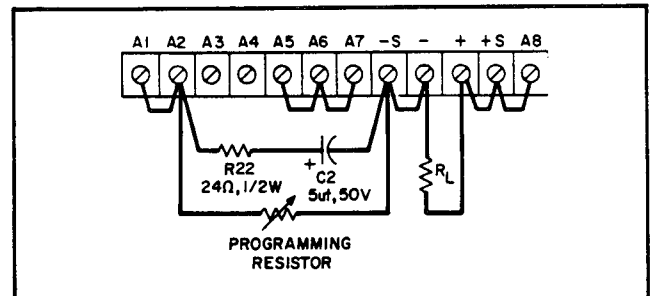 A1 A2 A3 A4 A5 A6 A7 -S - + +S A8
R22
24Ω, 1/2W
+
C2
5uf, 50V
RL
PROGRAMMING
RESISTOR